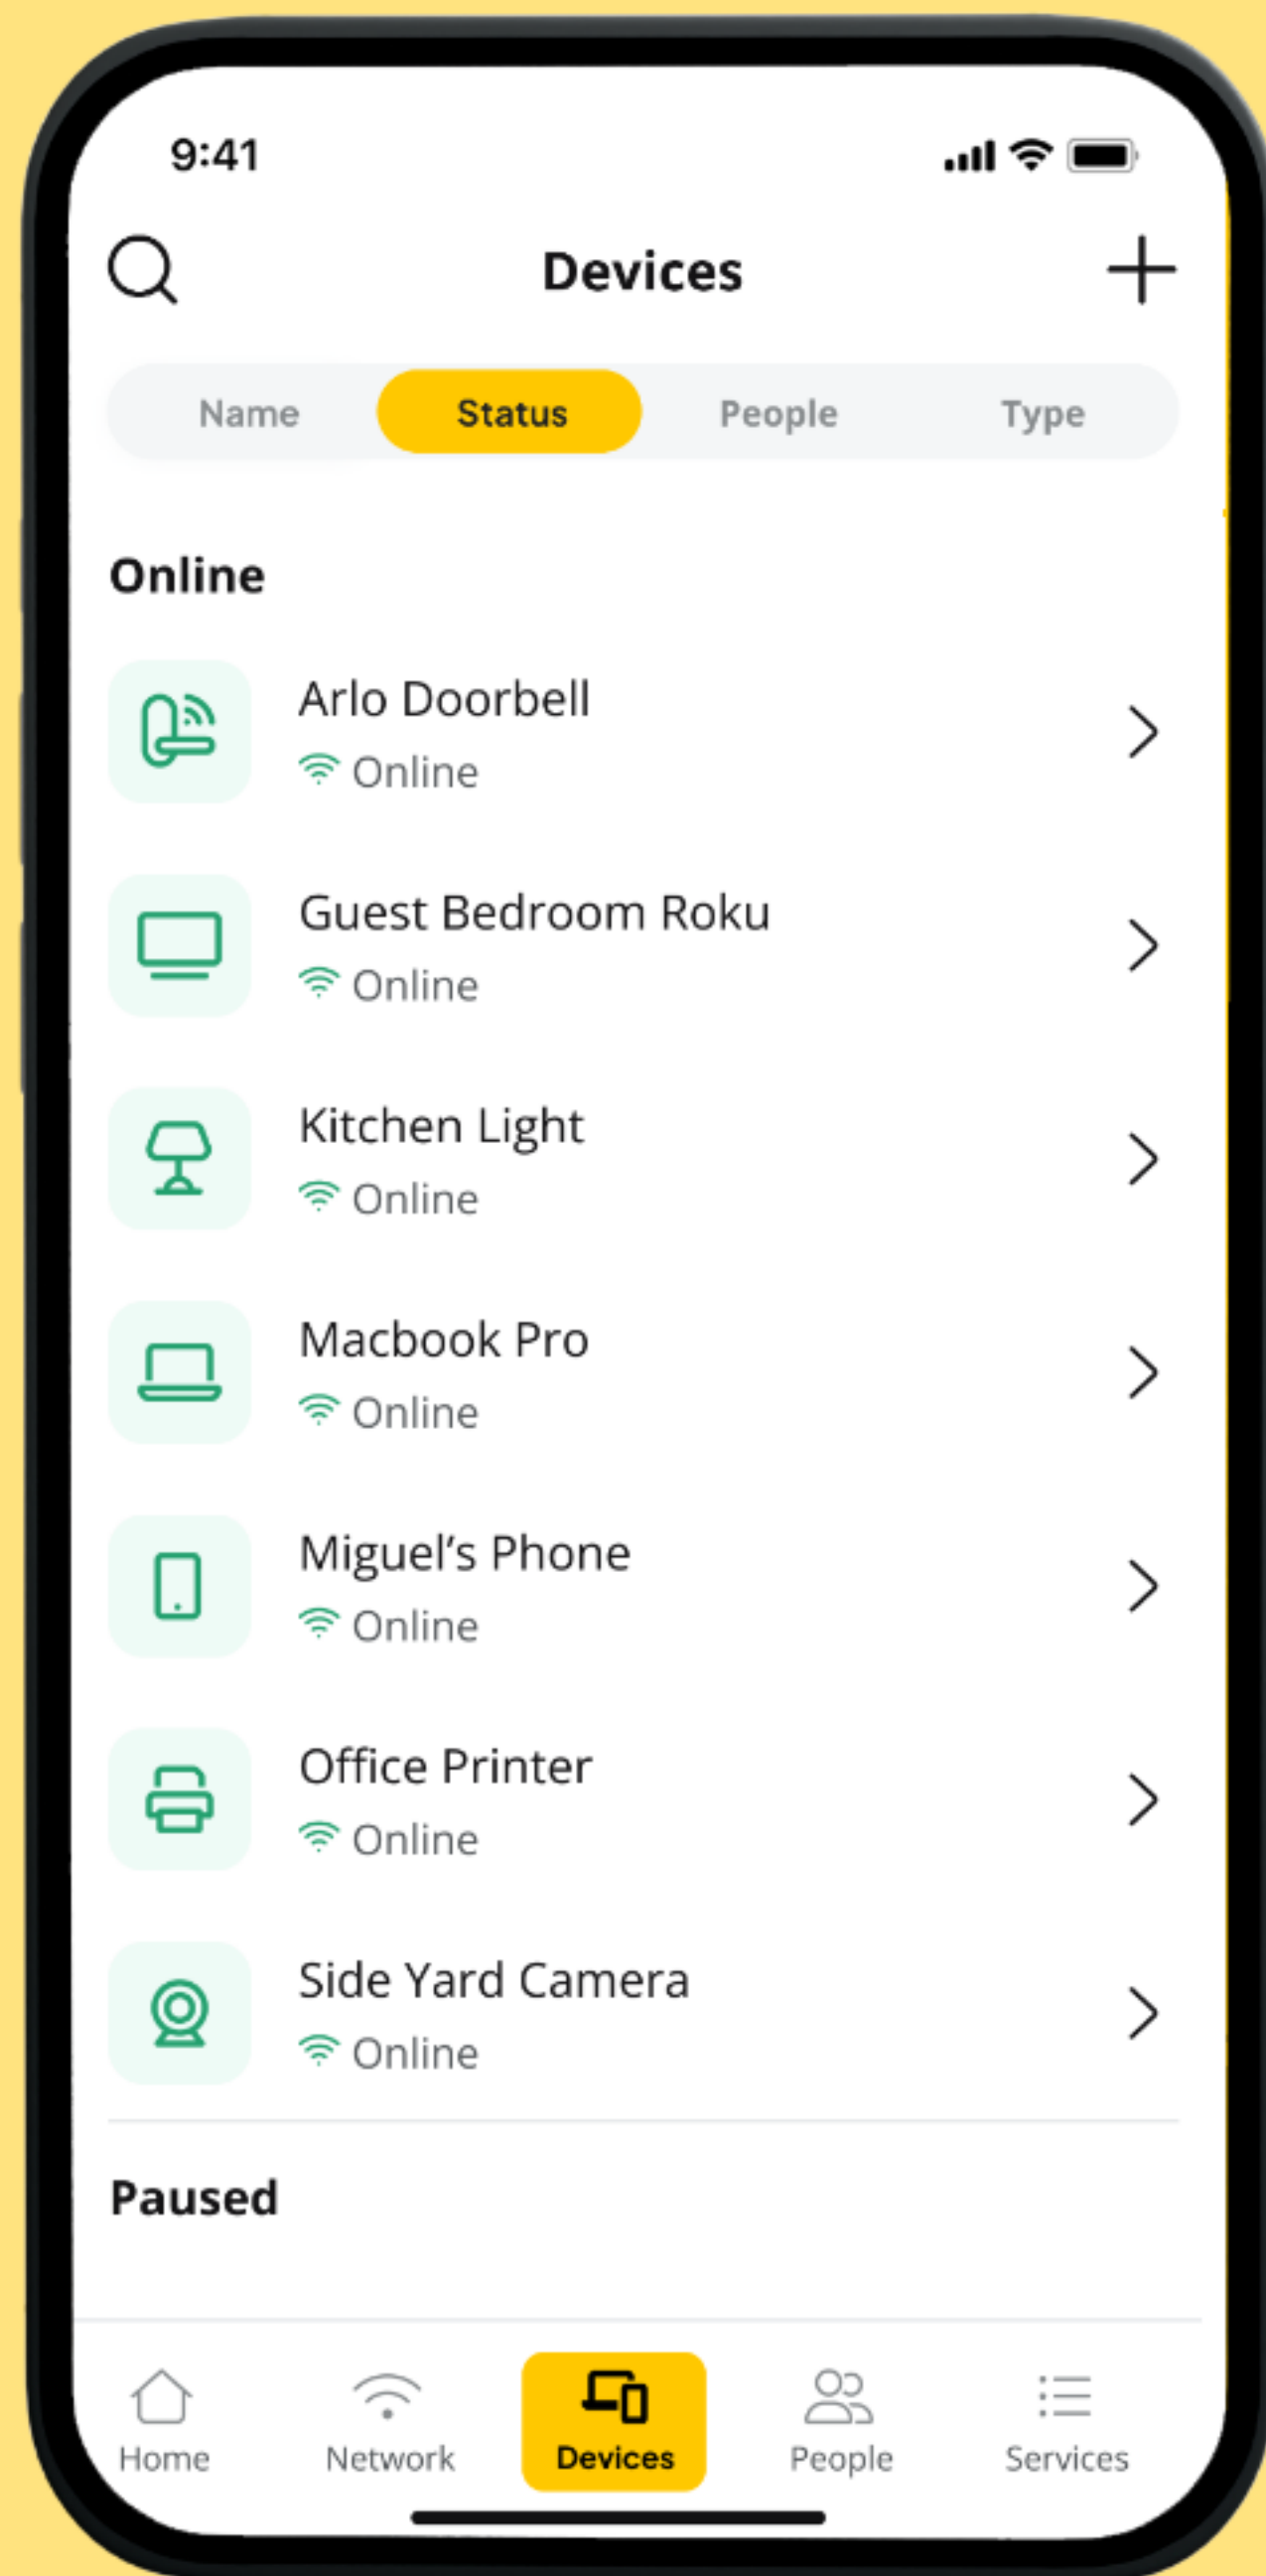 9:41
Devices
Name Status People Type
Online
Arlo Doorbell
Online
Guest Bedroom Roku
Online
Kitchen Light
Online
Macbook Pro
Online
Miguel’s Phone
Online
Office Printer
Online
Side Yard Camera
Online
Paused
Home Network Devices People Services